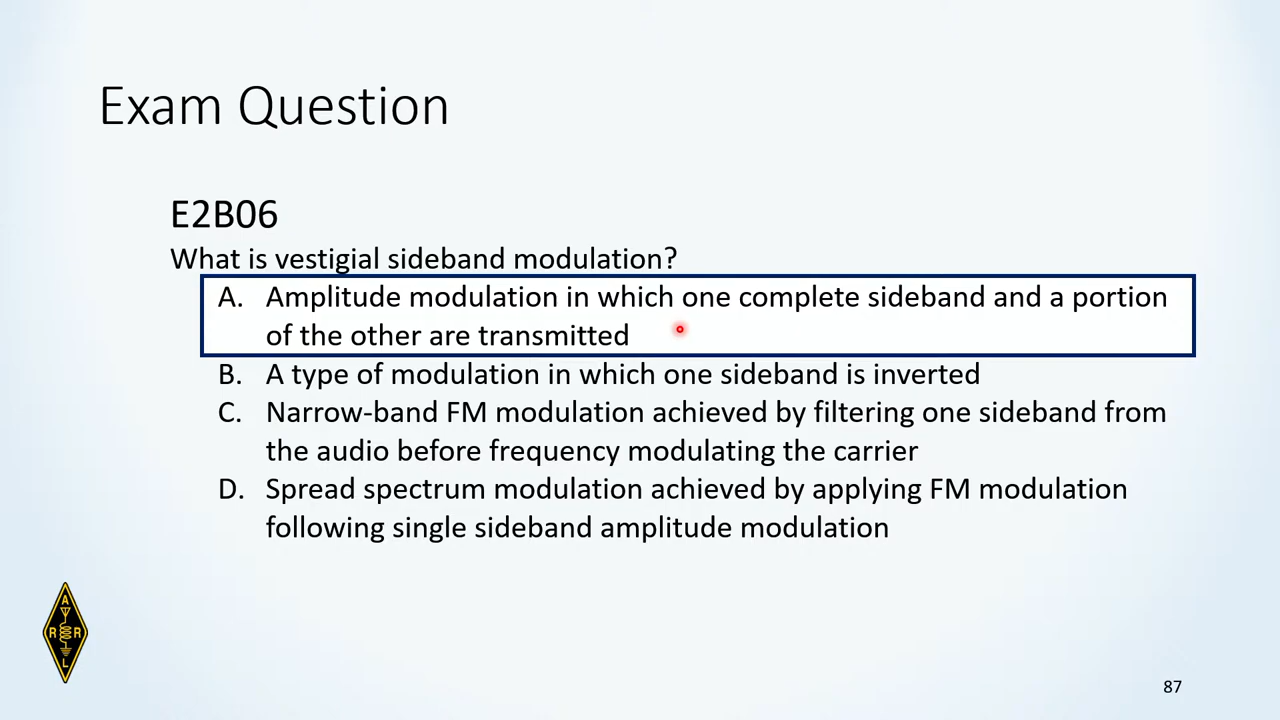 Exam Question
E2B06
What is vestigial sideband modulation?
A. Amplitude modulation in which one complete sideband and a portion
of the other are transmitted
B. A type of modulation in which one sideband is inverted
C. Narrow-band FM modulation achieved by filtering one sideband from
the audio before frequency modulating the carrier
D. Spread spectrum modulation achieved by applying FM modulation
following single sideband amplitude modulation
A
R R
L
87